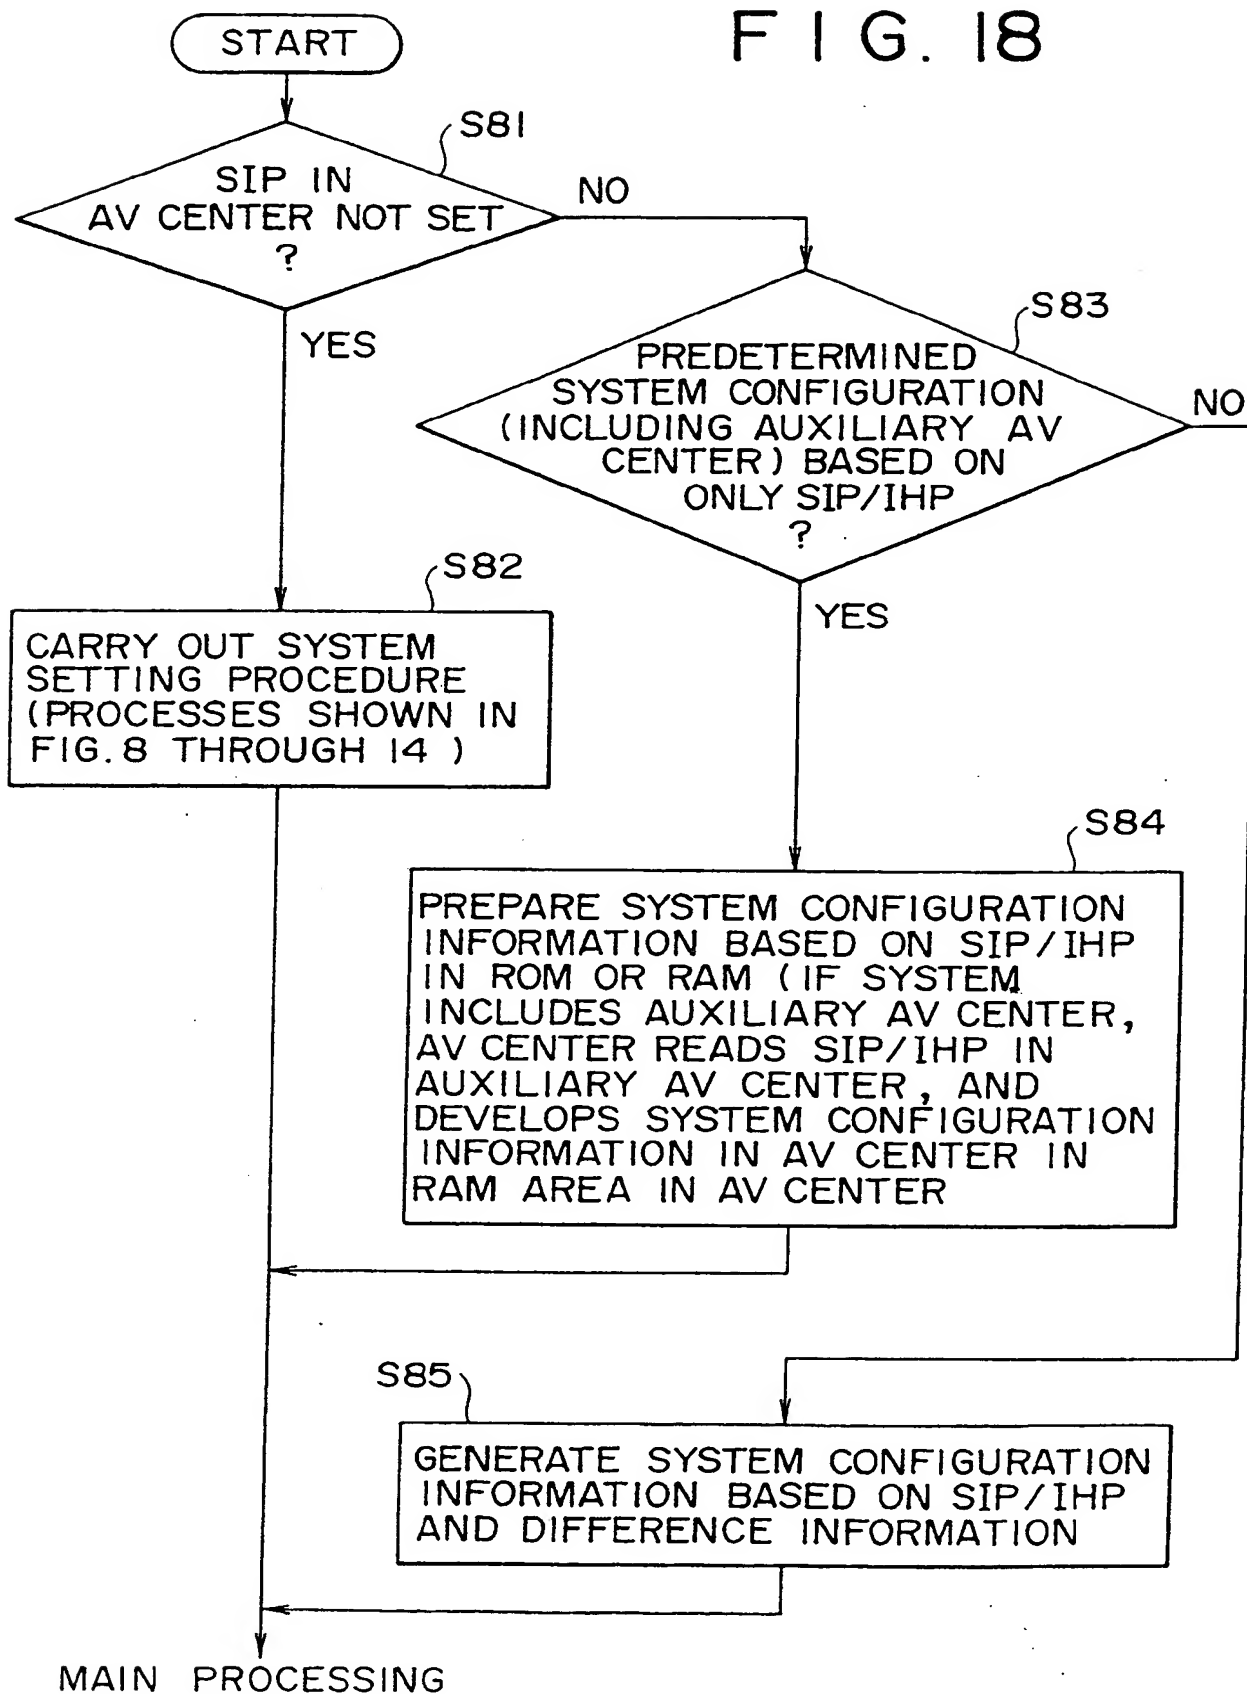 FIG. 18
START
S81
SIP IN
AV CENTER NOT SET
?
NO
YES
S83
PREDETERMINED
SYSTEM CONFIGURATION
(INCLUDING AUXILIARY AV
CENTER) BASED ON
ONLY SIP/IHP
?
NO
YES
S82
CARRY OUT SYSTEM
SETTING PROCEDURE
(PROCESSES SHOWN IN
FIG. 8 THROUGH 14 )
S84
PREPARE SYSTEM CONFIGURATION
INFORMATION BASED ON SIP/IHP
IN ROM OR RAM (IF SYSTEM
INCLUDES AUXILIARY AV CENTER,
AV CENTER READS SIP/IHP IN
AUXILIARY AV CENTER, AND
DEVELOPS SYSTEM CONFIGURATION
INFORMATION IN AV CENTER IN
RAM AREA IN AV CENTER
S85
GENERATE SYSTEM CONFIGURATION
INFORMATION BASED ON SIP/IHP
AND DIFFERENCE INFORMATION
MAIN PROCESSING